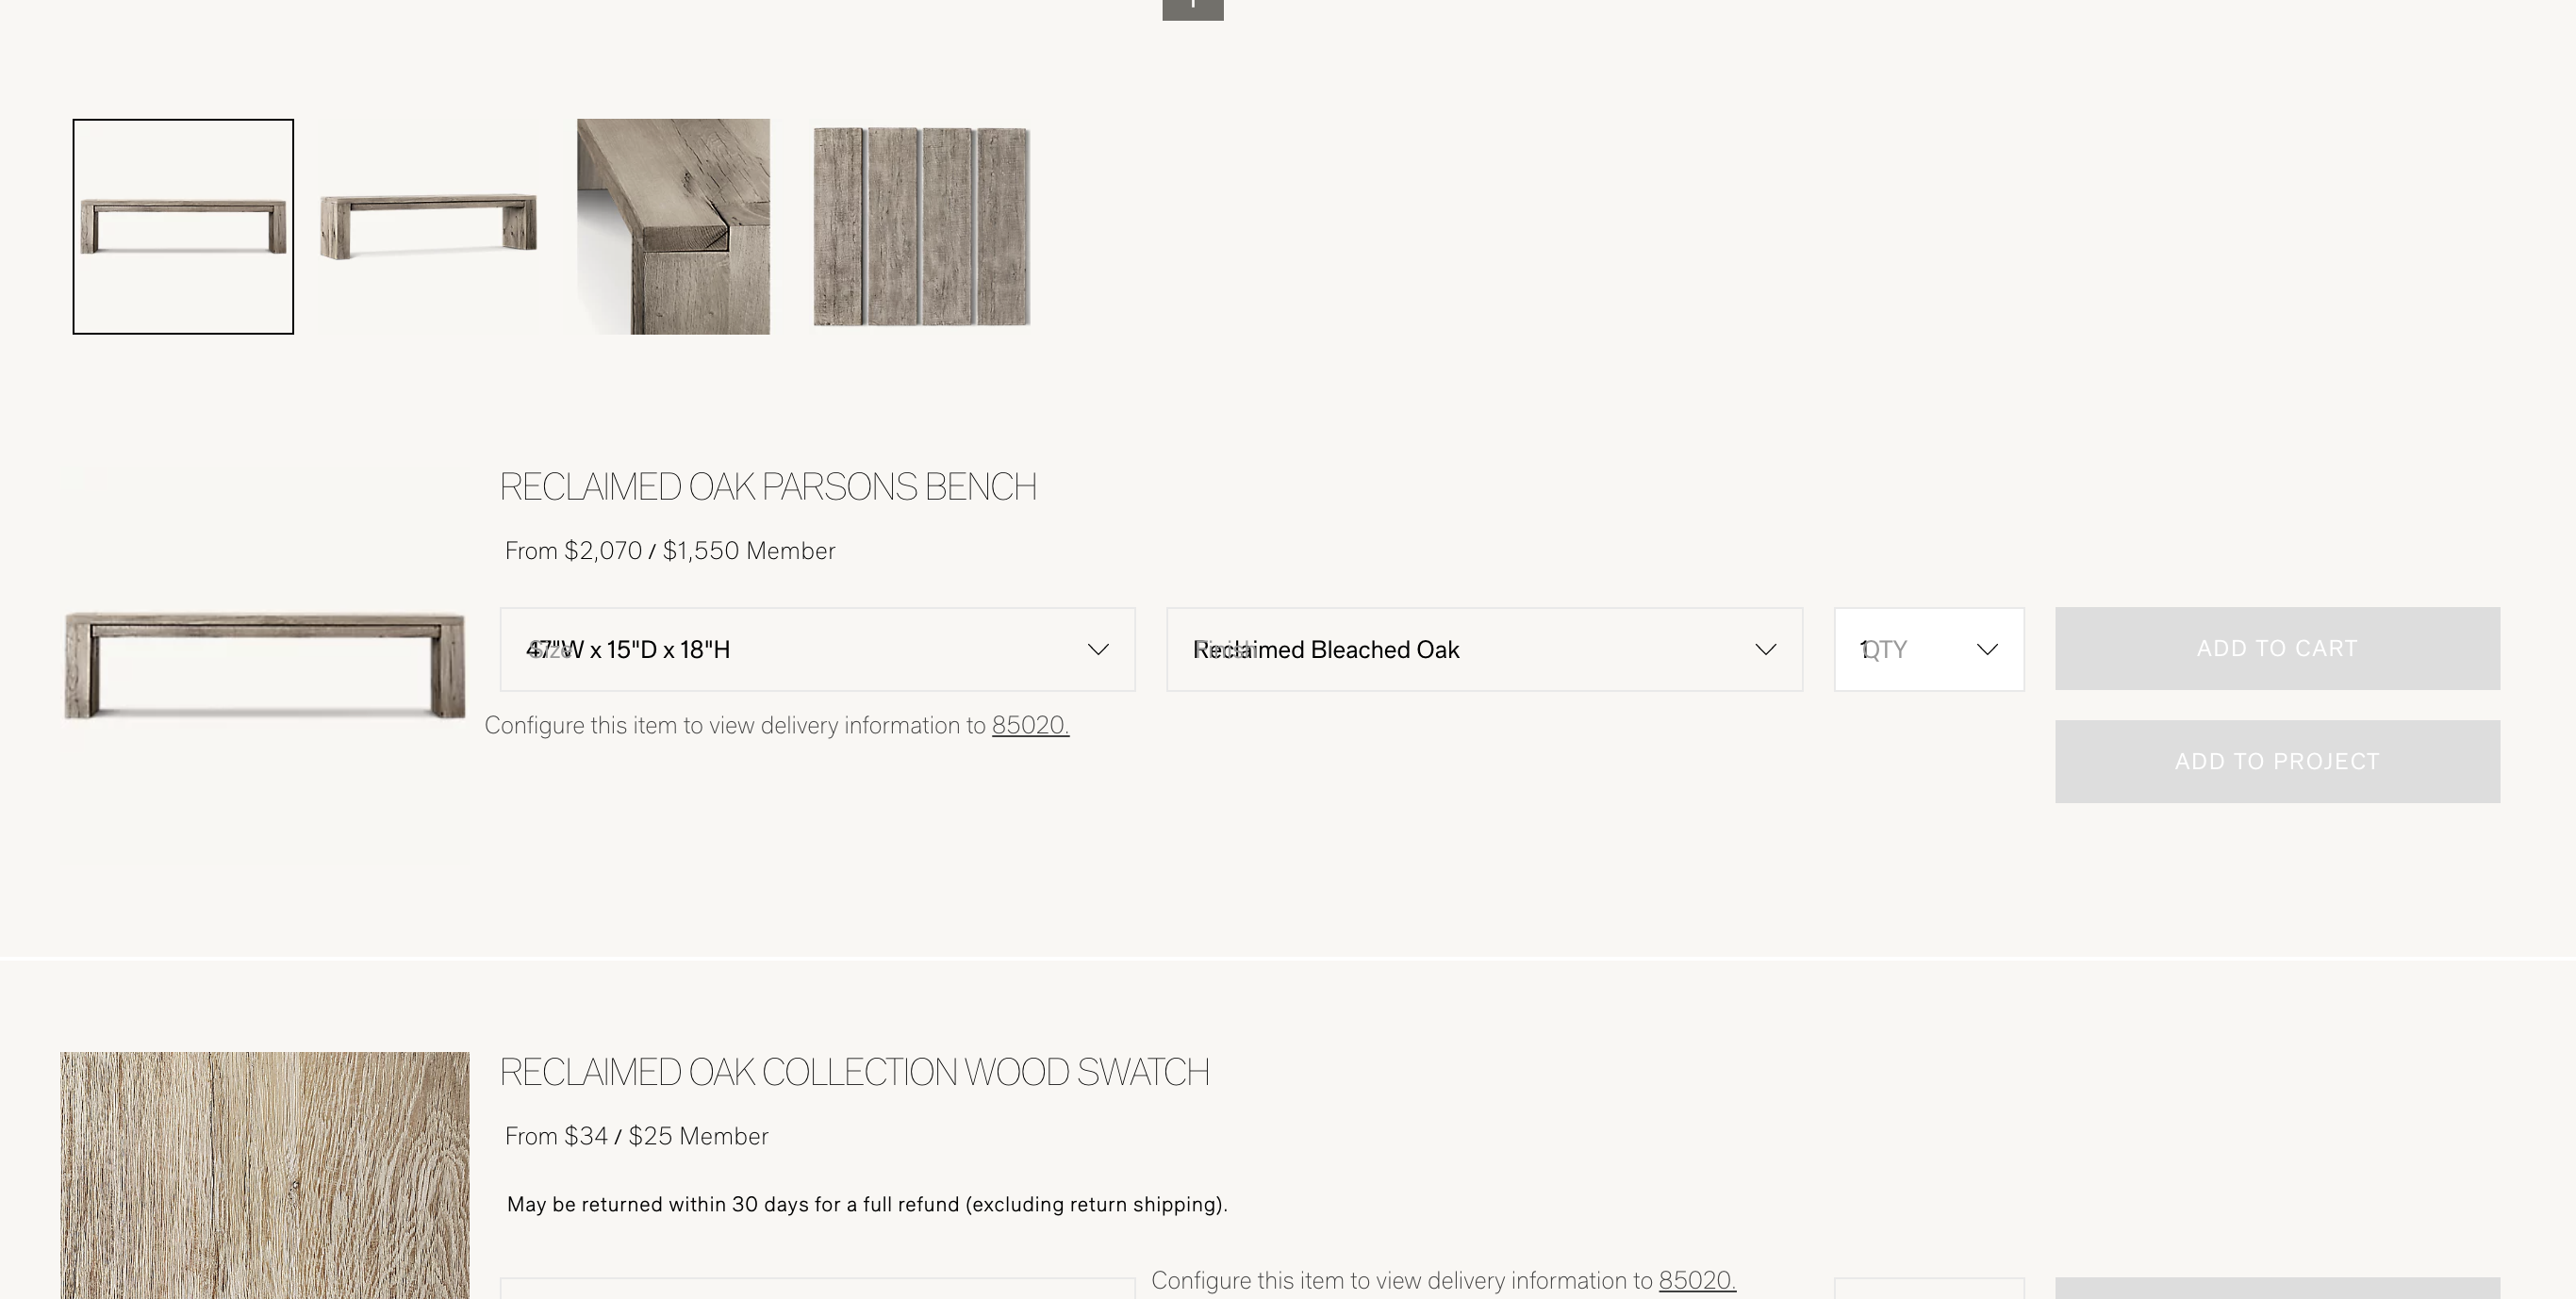 RECLAIMED OAK PARSONS BENCH
From $2,070 / $1,550 Member
Size
47"W x 15"D x 18"H
Finish
Reclaimed Bleached Oak
1
QTY
ADD TO CART
Configure this item to view delivery information to 85020.
ADD TO PROJECT
RECLAIMED OAK COLLECTION WOOD SWATCH
From $34 / $25 Member
May be returned within 30 days for a full refund (excluding return shipping).
Configure this item to view delivery information to 85020.